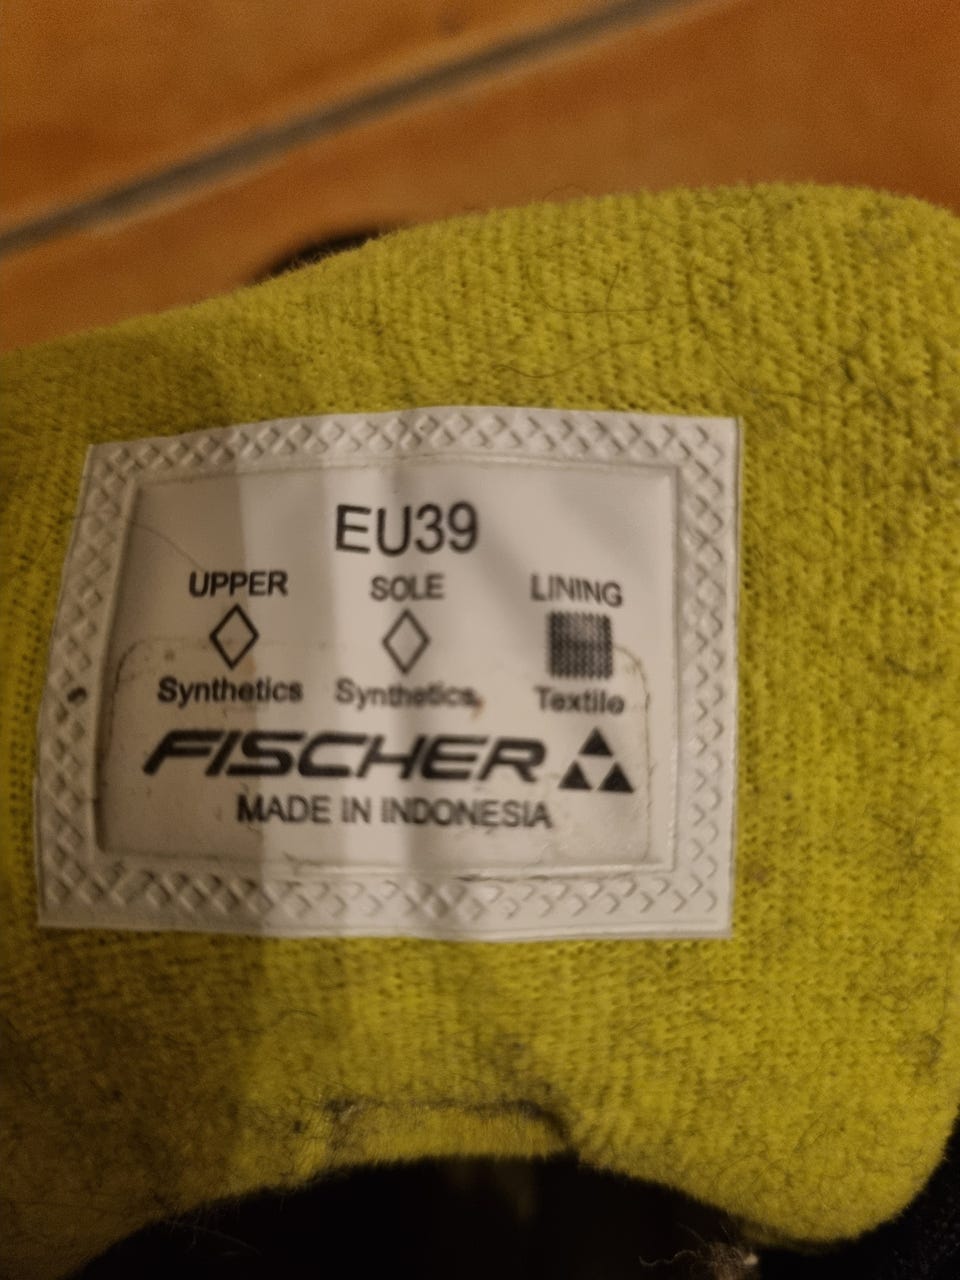 EU39
UPPER SOLE LINING
Synthetics Synthetics Textile
FISCHER
MADE IN INDONESIA